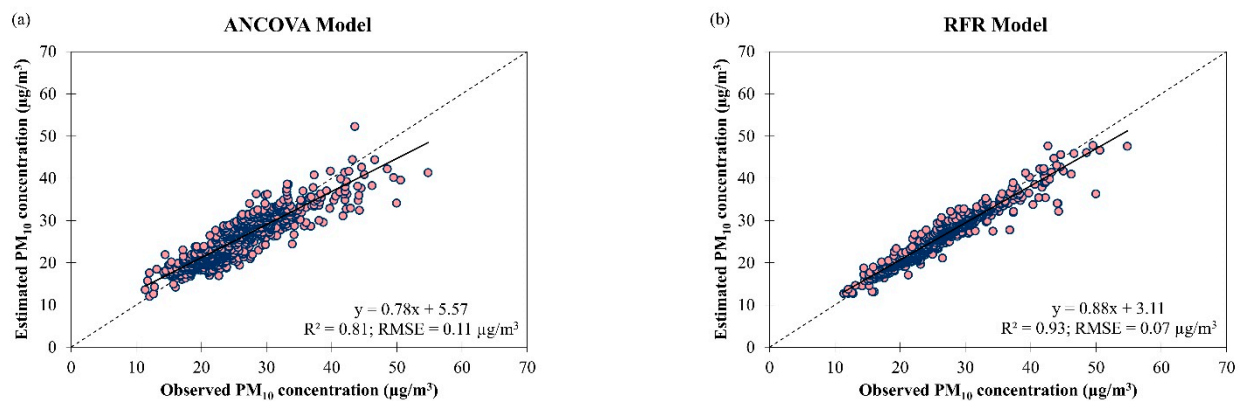 (a)
ANCOVA Model
70
60
50
40
30
20
10
0
Estimated PM₁₀ concentration (µg/m³)
y = 0.78x + 5.57
R² = 0.81; RMSE = 0.11 µg/m³
0 10 20 30 40 50 60 70
Observed PM₁₀ concentration (µg/m³)
(b)
RFR Model
70
60
50
40
30
20
10
0
Estimated PM₁₀ concentration (µg/m³)
y = 0.88x + 3.11
R² = 0.93; RMSE = 0.07 µg/m³
0 10 20 30 40 50 60 70
Observed PM₁₀ concentration (µg/m³)